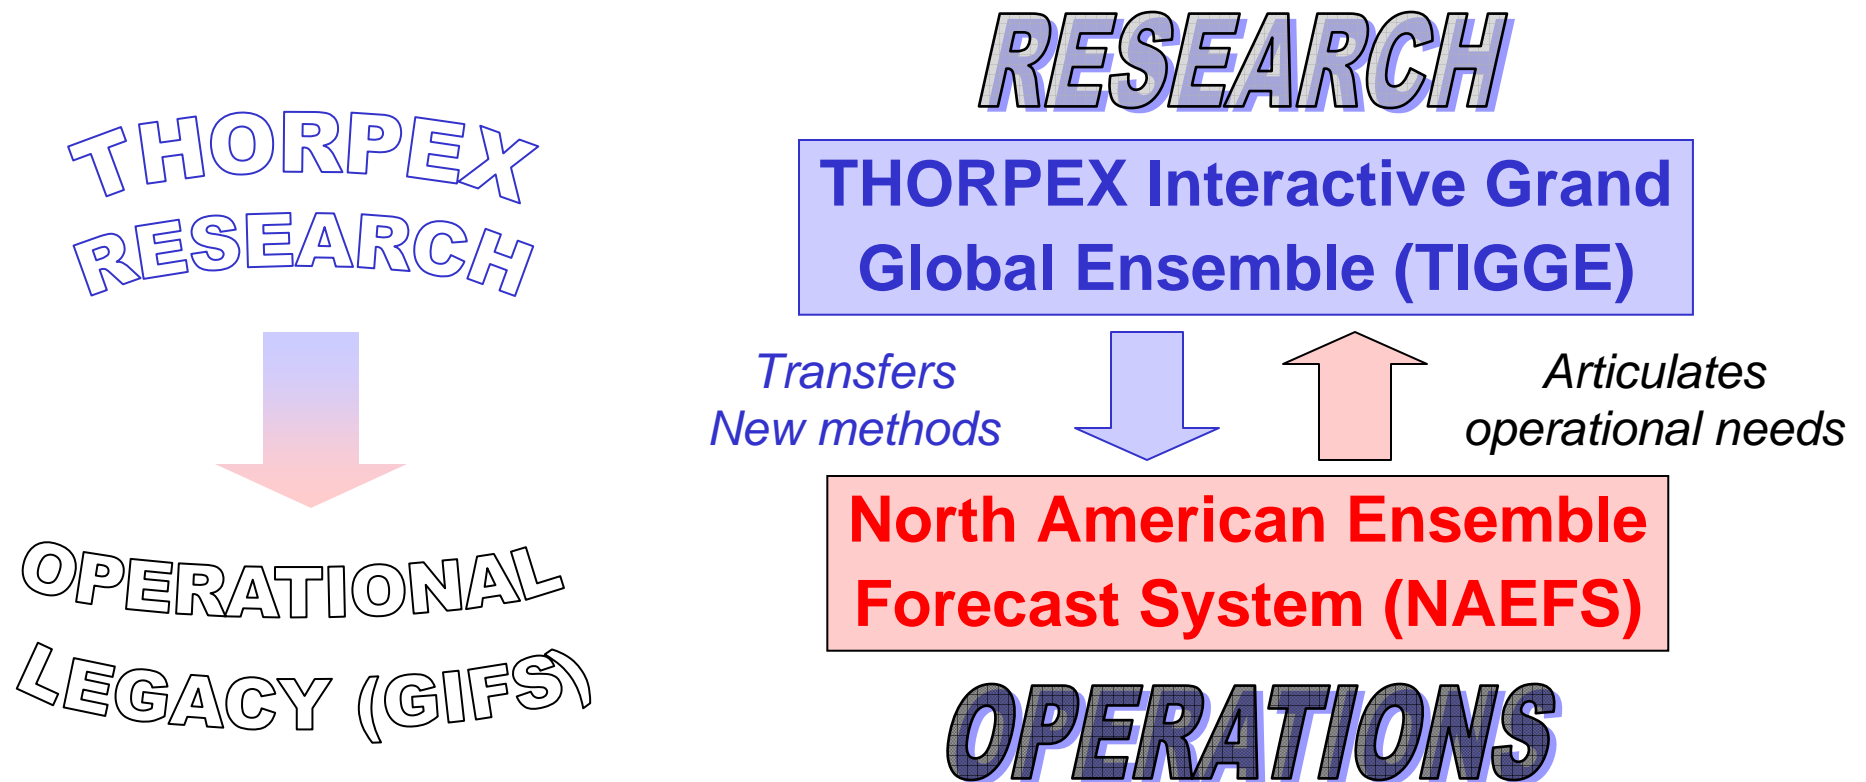 THORPEX
RESEARCH
OPERATIONAL
LEGACY (GIFS)
RESEARCH
THORPEX Interactive Grand
Global Ensemble (TIGGE)
Transfers
New methods
Articulates
operational needs
North American Ensemble
Forecast System (NAEFS)
OPERATIONS